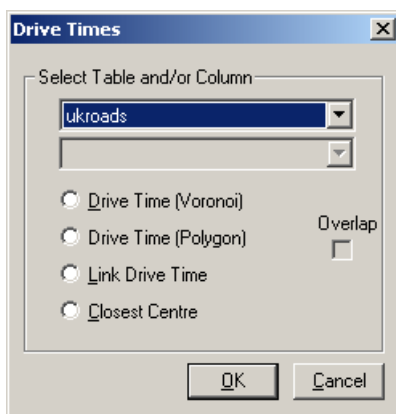 Drive Times
Select Table and/or Column
ukroads
Drive Time (Voronoi)
Overlap
Drive Time (Polygon)
Link Drive Time
Closest Centre
OK
Cancel